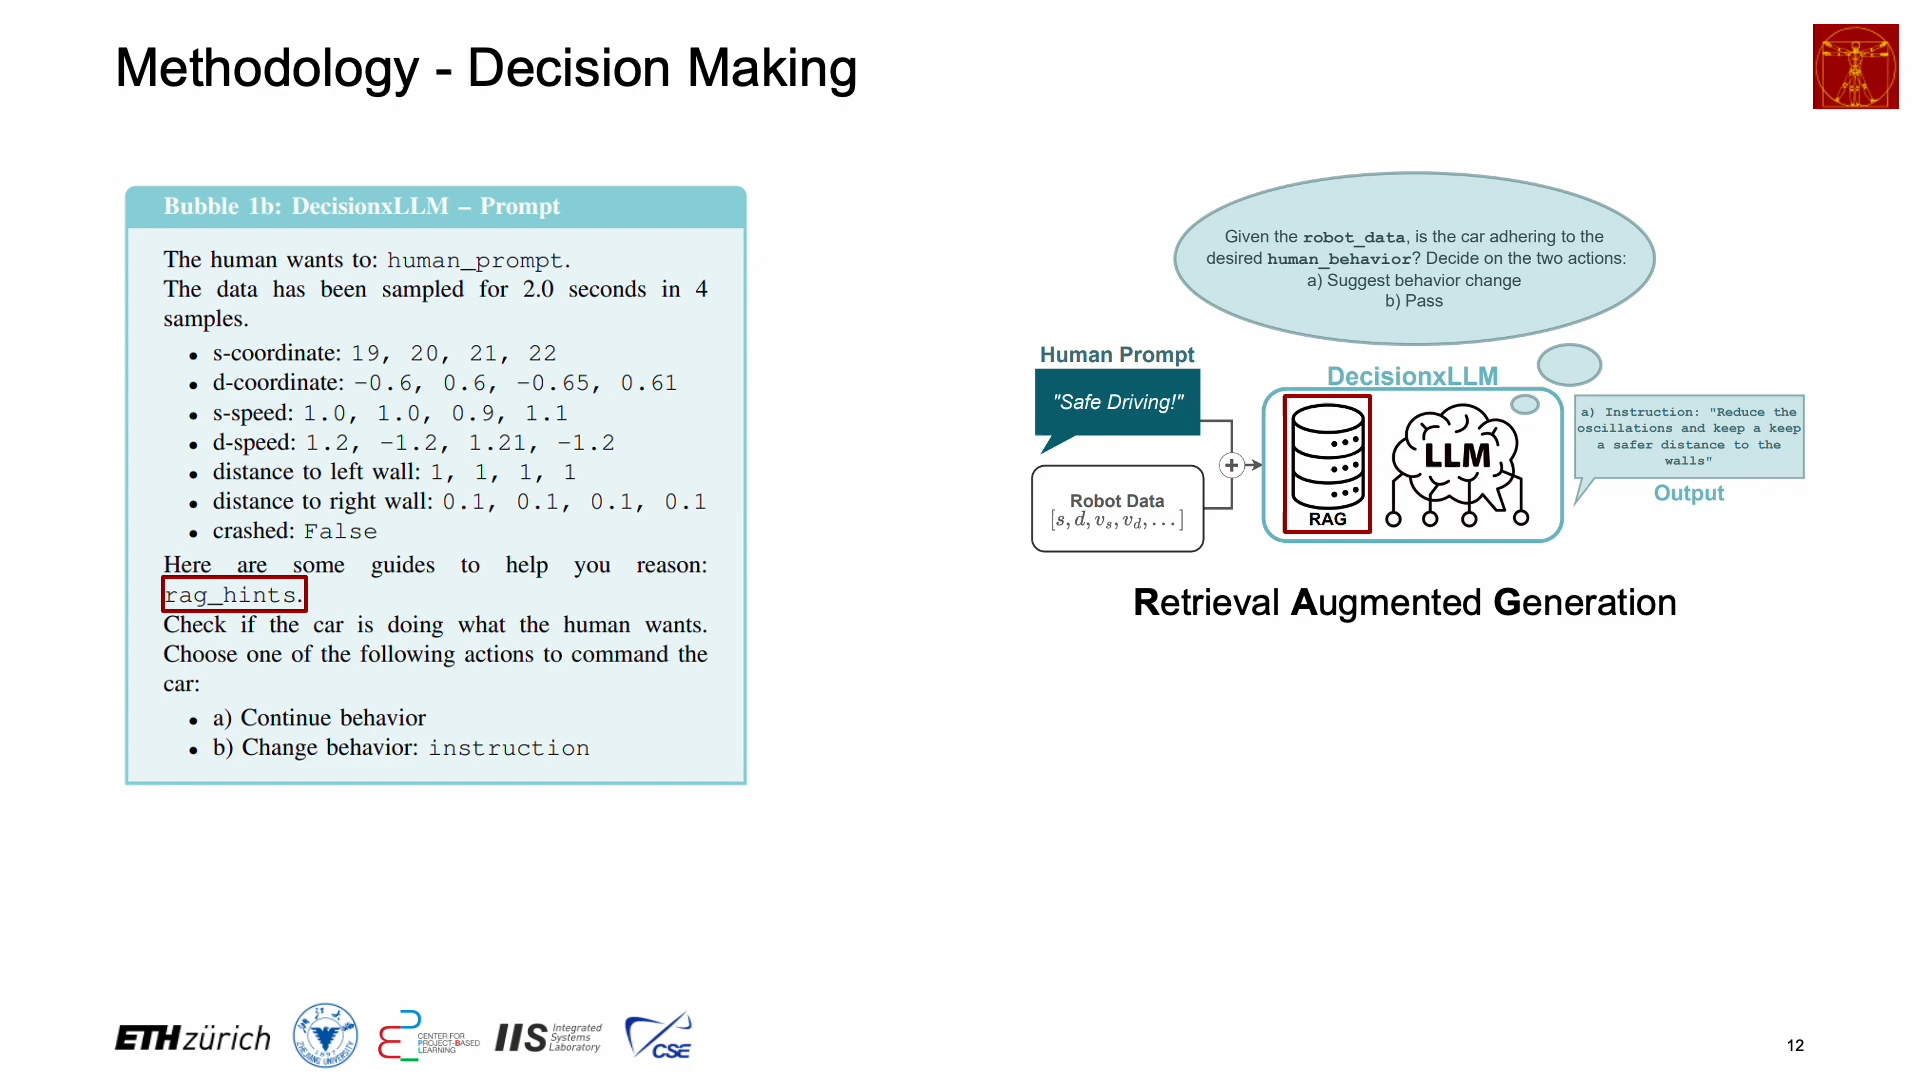 Methodology - Decision Making
Bubble 1b: DecisionxLLM – Prompt
The human wants to: human_prompt.
The data has been sampled for 2.0 seconds in 4
samples.
• s-coordinate: 19, 20, 21, 22
• d-coordinate: −0.6, 0.6, −0.65, 0.61
• s-speed: 1.0, 1.0, 0.9, 1.1
• d-speed: 1.2, −1.2, 1.21, −1.2
• distance to left wall: 1, 1, 1, 1
• distance to right wall: 0.1, 0.1, 0.1, 0.1
• crashed: False
Here are some guides to help you reason:
rag_hints.
Check if the car is doing what the human wants.
Choose one of the following actions to command the
car:
• a) Continue behavior
• b) Change behavior: instruction
Given the robot_data, is the car adhering to the
desired human_behavior? Decide on the two actions:
a) Suggest behavior change
b) Pass
Human Prompt
"Safe Driving!"
Robot Data
[s, d, vs, vd, . . . ]
+
DecisionxLLM
RAG
LLM
a) Instruction: "Reduce the
oscillations and keep a keep
a safer distance to the
walls"
Output
Retrieval Augmented Generation
ETH zürich
CENTER FOR
PROJECT-BASED
LEARNING
IIS Integrated
Systems
Laboratory
CSE
12